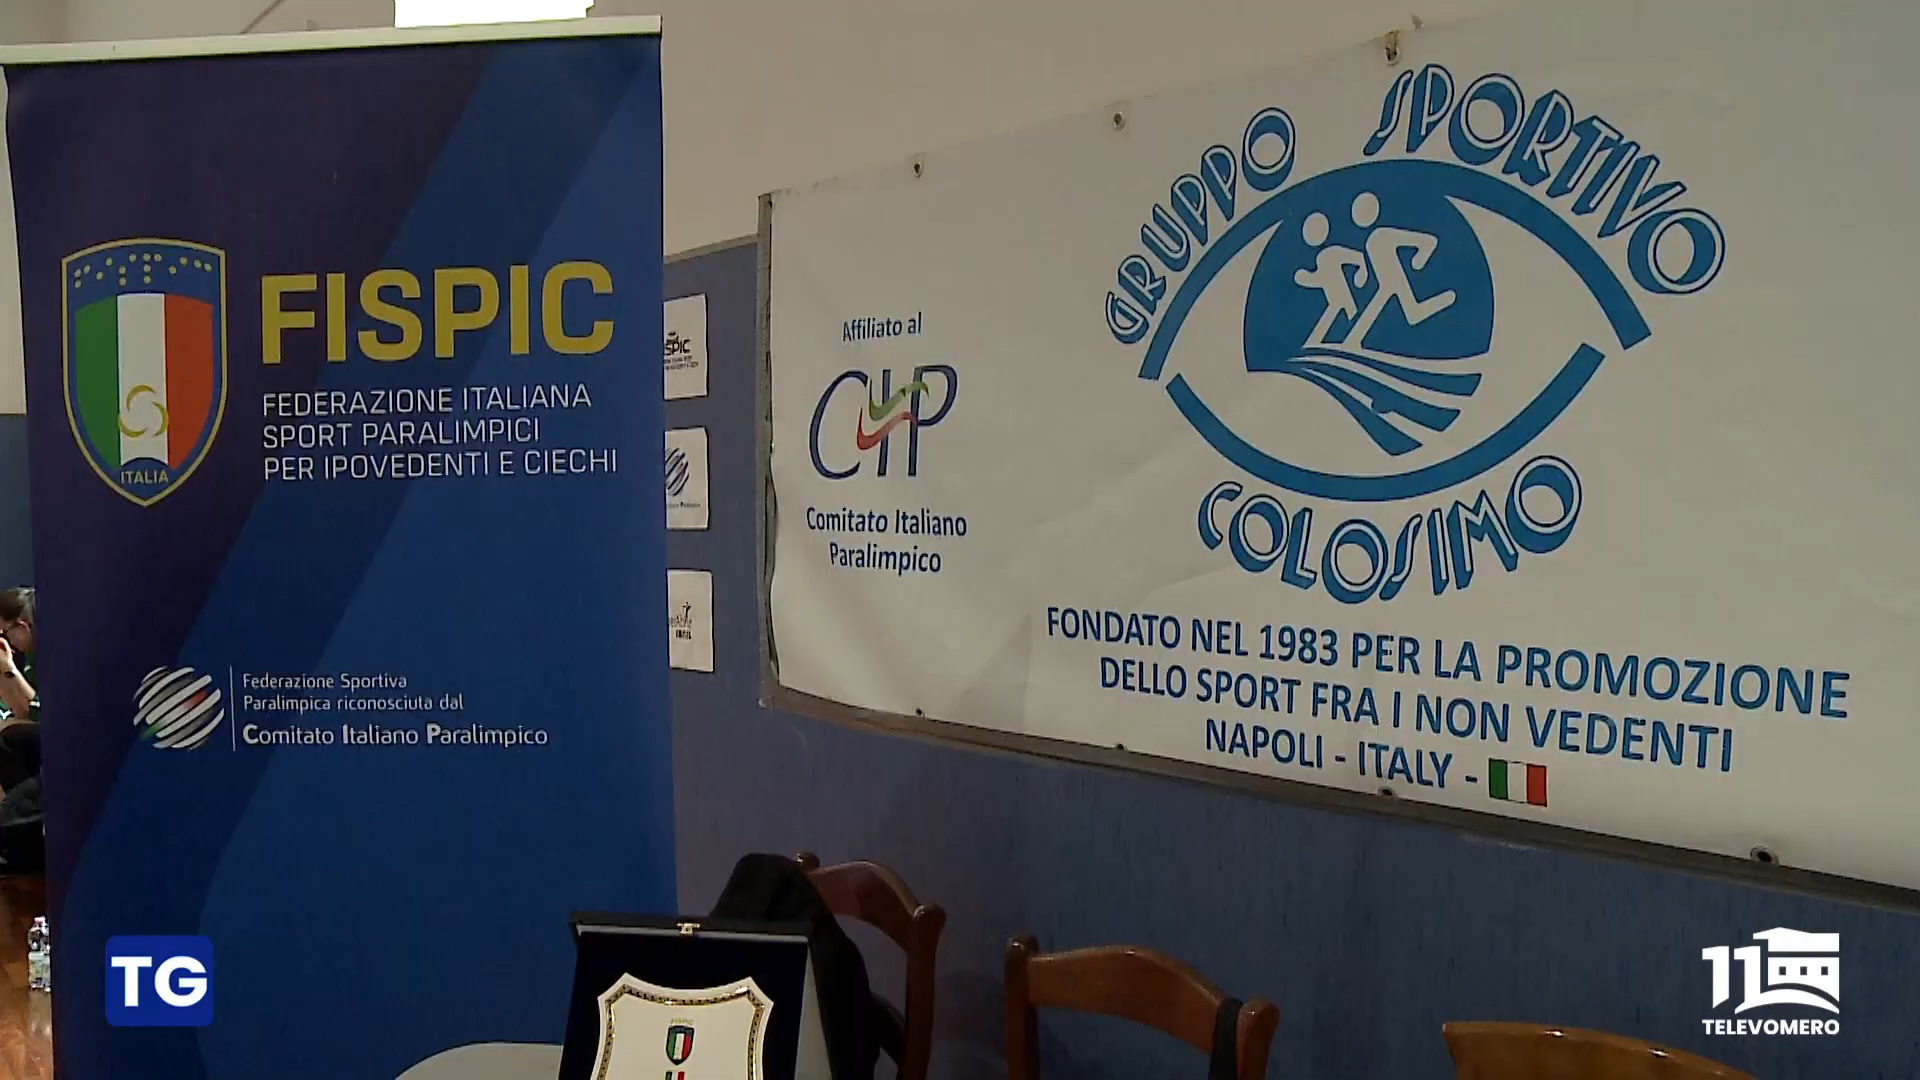 FISPIC
FEDERAZIONE ITALIANA
SPORT PARALIMPICI
PER IPOVEDENTI E CIECHI
ITALIA
Federazione Sportiva
Paralimpica riconosciuta dal
Comitato Italiano Paralimpico
Affiliato al
CIP
Comitato Italiano
Paralimpico
GRUPPO SPORTIVO
COLOSIMO
FONDATO NEL 1983 PER LA PROMOZIONE
DELLO SPORT FRA I NON VEDENTI
NAPOLI - ITALY -
SPIC
FISPIC
TG
11
TELEVOMERO